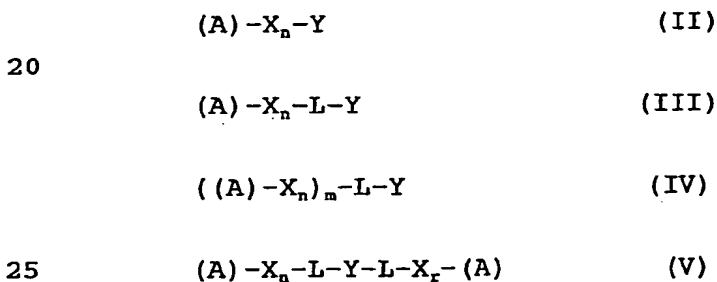 (A)-Xₙ-Y (II)
20
(A)-Xₙ-L-Y (III)
((A)-Xₙ)ₘ-L-Y (IV)
25 (A)-Xₙ-L-Y-L-Xᵣ-(A) (V)